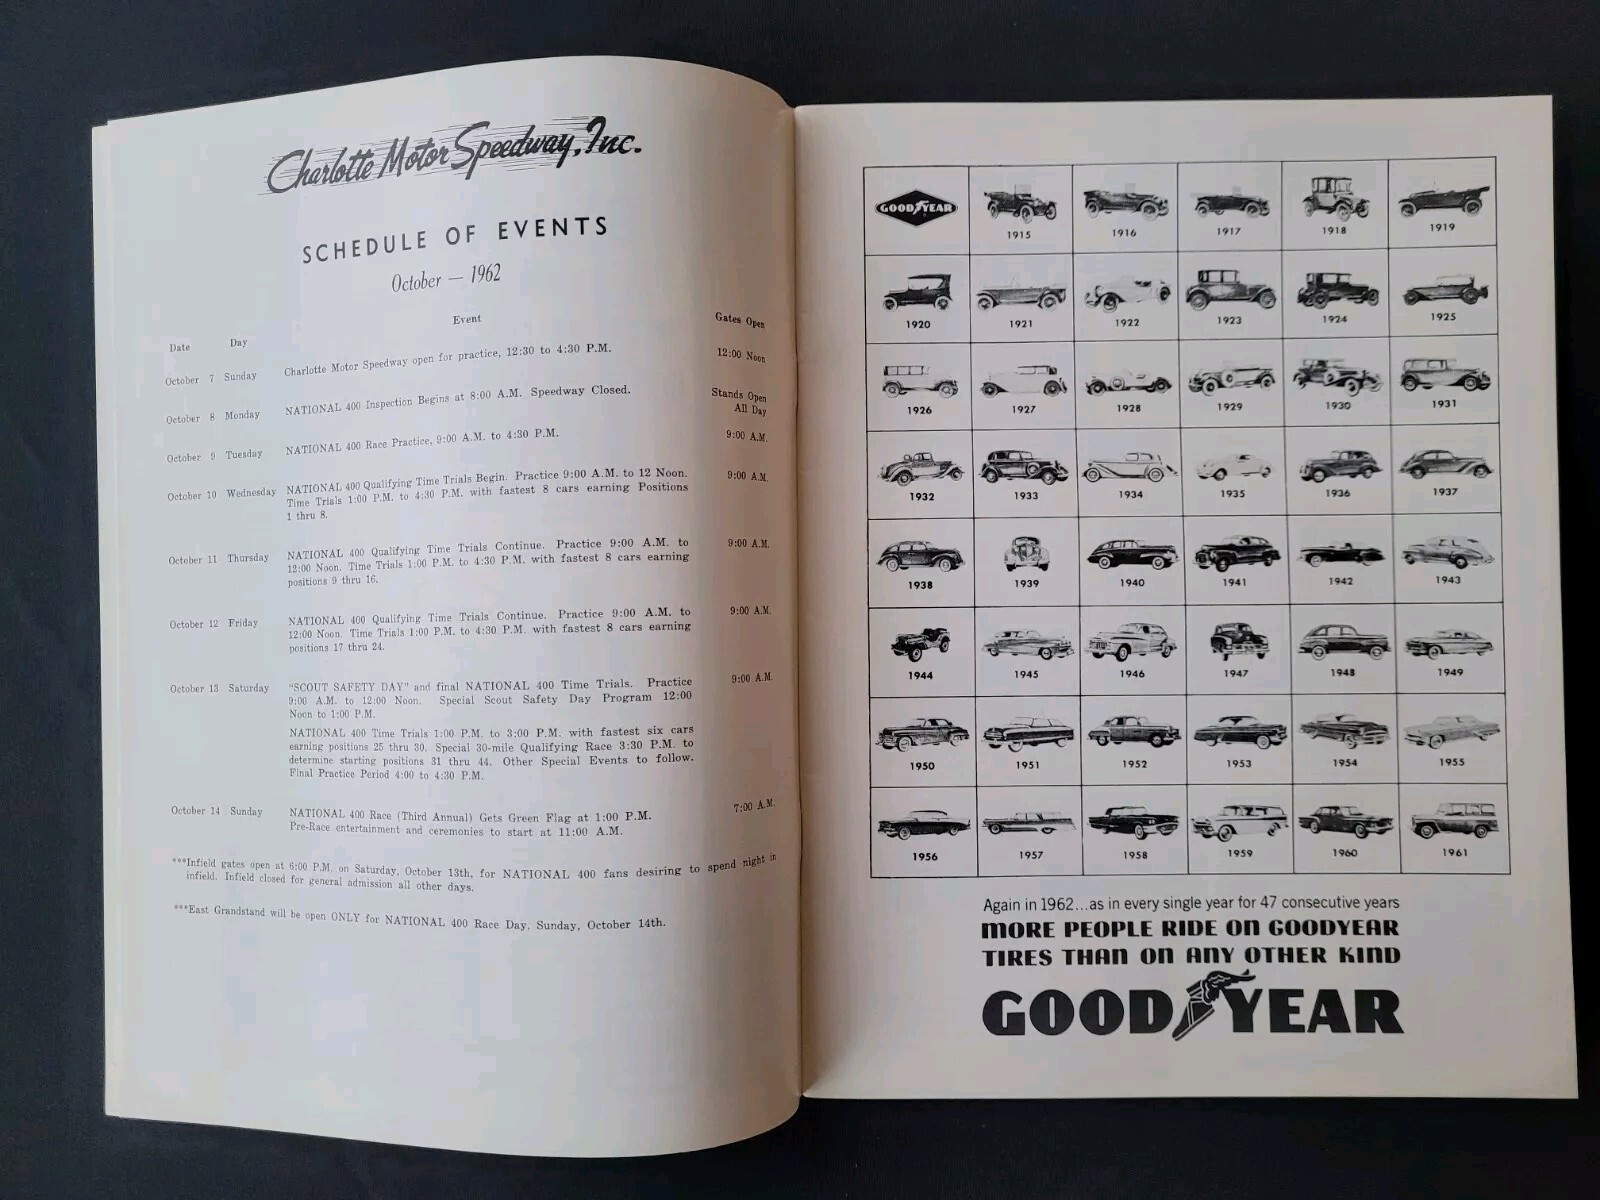 Charlotte Motor Speedway, Inc.
SCHEDULE OF EVENTS
October — 1962
Date Day Event Gates Open
October 7 Sunday Charlotte Motor Speedway open for practice, 12:30 to 4:30 P.M. 12:00 Noon
October 8 Monday NATIONAL 400 Inspection Begins at 8:00 A.M. Speedway Closed. Stands Open
All Day
October 9 Tuesday NATIONAL 400 Race Practice, 9:00 A.M. to 4:30 P.M. 9:00 A.M.
October 10 Wednesday NATIONAL 400 Qualifying Time Trials Begin. Practice 9:00 A.M. to 12 Noon. 9:00 A.M.
Time Trials 1:00 P.M. to 4:30 P.M. with fastest 8 cars earning Positions
1 thru 8.
October 11 Thursday NATIONAL 400 Qualifying Time Trials Continue. Practice 9:00 A.M. to 9:00 A.M.
12:00 Noon. Time Trials 1:00 P.M. to 4:30 P.M. with fastest 8 cars earning
positions 9 thru 16.
October 12 Friday NATIONAL 400 Qualifying Time Trials Continue. Practice 9:00 A.M. to 9:00 A.M.
12:00 Noon. Time Trials 1:00 P.M. to 4:30 P.M. with fastest 8 cars earning
positions 17 thru 24.
October 13 Saturday "SCOUT SAFETY DAY" and final NATIONAL 400 Time Trials. Practice 9:00 A.M.
9:00 A.M. to 12:00 Noon. Special Scout Safety Day Program 12:00
Noon to 1:00 P.M.
NATIONAL 400 Time Trials 1:00 P.M. to 3:00 P.M. with fastest six cars
earning positions 25 thru 30. Special 30-mile Qualifying Race 3:30 P.M. to
determine starting positions 31 thru 44. Other Special Events to follow.
Final Practice Period 4:00 to 4:30 P.M.
October 14 Sunday NATIONAL 400 Race (Third Annual) Gets Green Flag at 1:00 P.M. 7:00 A.M.
Pre-Race entertainment and ceremonies to start at 11:00 A.M.
***Infield gates open at 6:00 P.M. on Saturday, October 13th, for NATIONAL 400 fans desiring to spend night in
infield. Infield closed for general admission all other days.
***East Grandstand will be open ONLY for NATIONAL 400 Race Day, Sunday, October 14th.
GOODYEAR 1915 1916 1917 1918 1919
1920 1921 1922 1923 1924 1925
1926 1927 1928 1929 1930 1931
1932 1933 1934 1935 1936 1937
1938 1939 1940 1941 1942 1943
1944 1945 1946 1947 1948 1949
1950 1951 1952 1953 1954 1955
1956 1957 1958 1959 1960 1961
Again in 1962...as in every single year for 47 consecutive years
MORE PEOPLE RIDE ON GOODYEAR
TIRES THAN ON ANY OTHER KIND
GOODYEAR